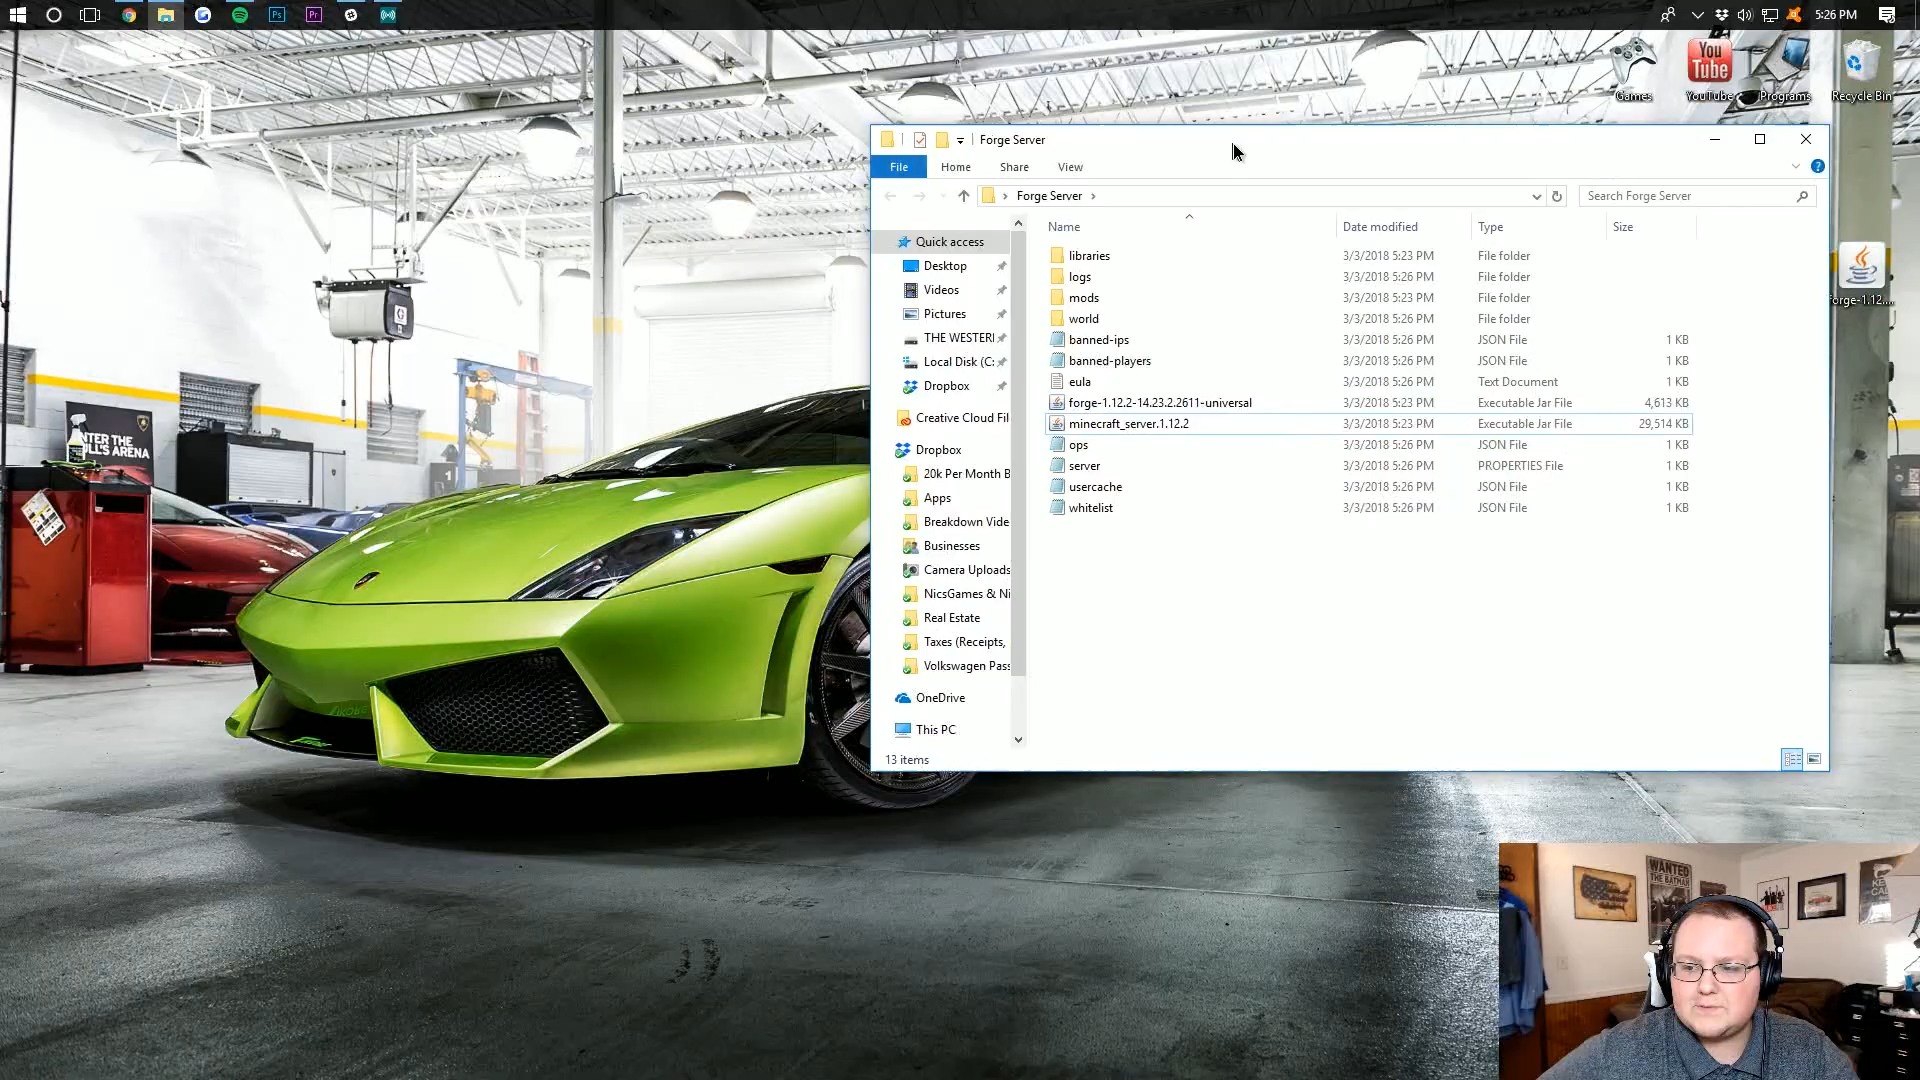 Ps
Pr
5:26 PM
Games
You
Tube
YouTube
Programs
Recycle Bin
Forge Server
File
Home
Share
View
Forge Server
Search Forge Server
Name
Date modified
Type
Size
Quick access
Desktop
Videos
Pictures
THE WESTERI
Local Disk (C:
Dropbox
Creative Cloud Fil
Dropbox
20k Per Month B
Apps
Breakdown Vide
Businesses
Camera Uploads
NicsGames & Ni
Real Estate
Taxes (Receipts,
Volkswagen Pass
OneDrive
This PC
libraries 3/3/2018 5:23 PM File folder
logs 3/3/2018 5:26 PM File folder
mods 3/3/2018 5:23 PM File folder
world 3/3/2018 5:26 PM File folder
banned-ips 3/3/2018 5:26 PM JSON File 1 KB
banned-players 3/3/2018 5:26 PM JSON File 1 KB
eula 3/3/2018 5:26 PM Text Document 1 KB
forge-1.12.2-14.23.2.2611-universal 3/3/2018 5:23 PM Executable Jar File 4,613 KB
minecraft_server.1.12.2 3/3/2018 5:23 PM Executable Jar File 29,514 KB
ops 3/3/2018 5:26 PM JSON File 1 KB
server 3/3/2018 5:26 PM PROPERTIES File 1 KB
usercache 3/3/2018 5:26 PM JSON File 1 KB
whitelist 3/3/2018 5:26 PM JSON File 1 KB
13 items
forge-1.12....
ENTER THE
BULL'S ARENA
WANTED
THE BATMAN